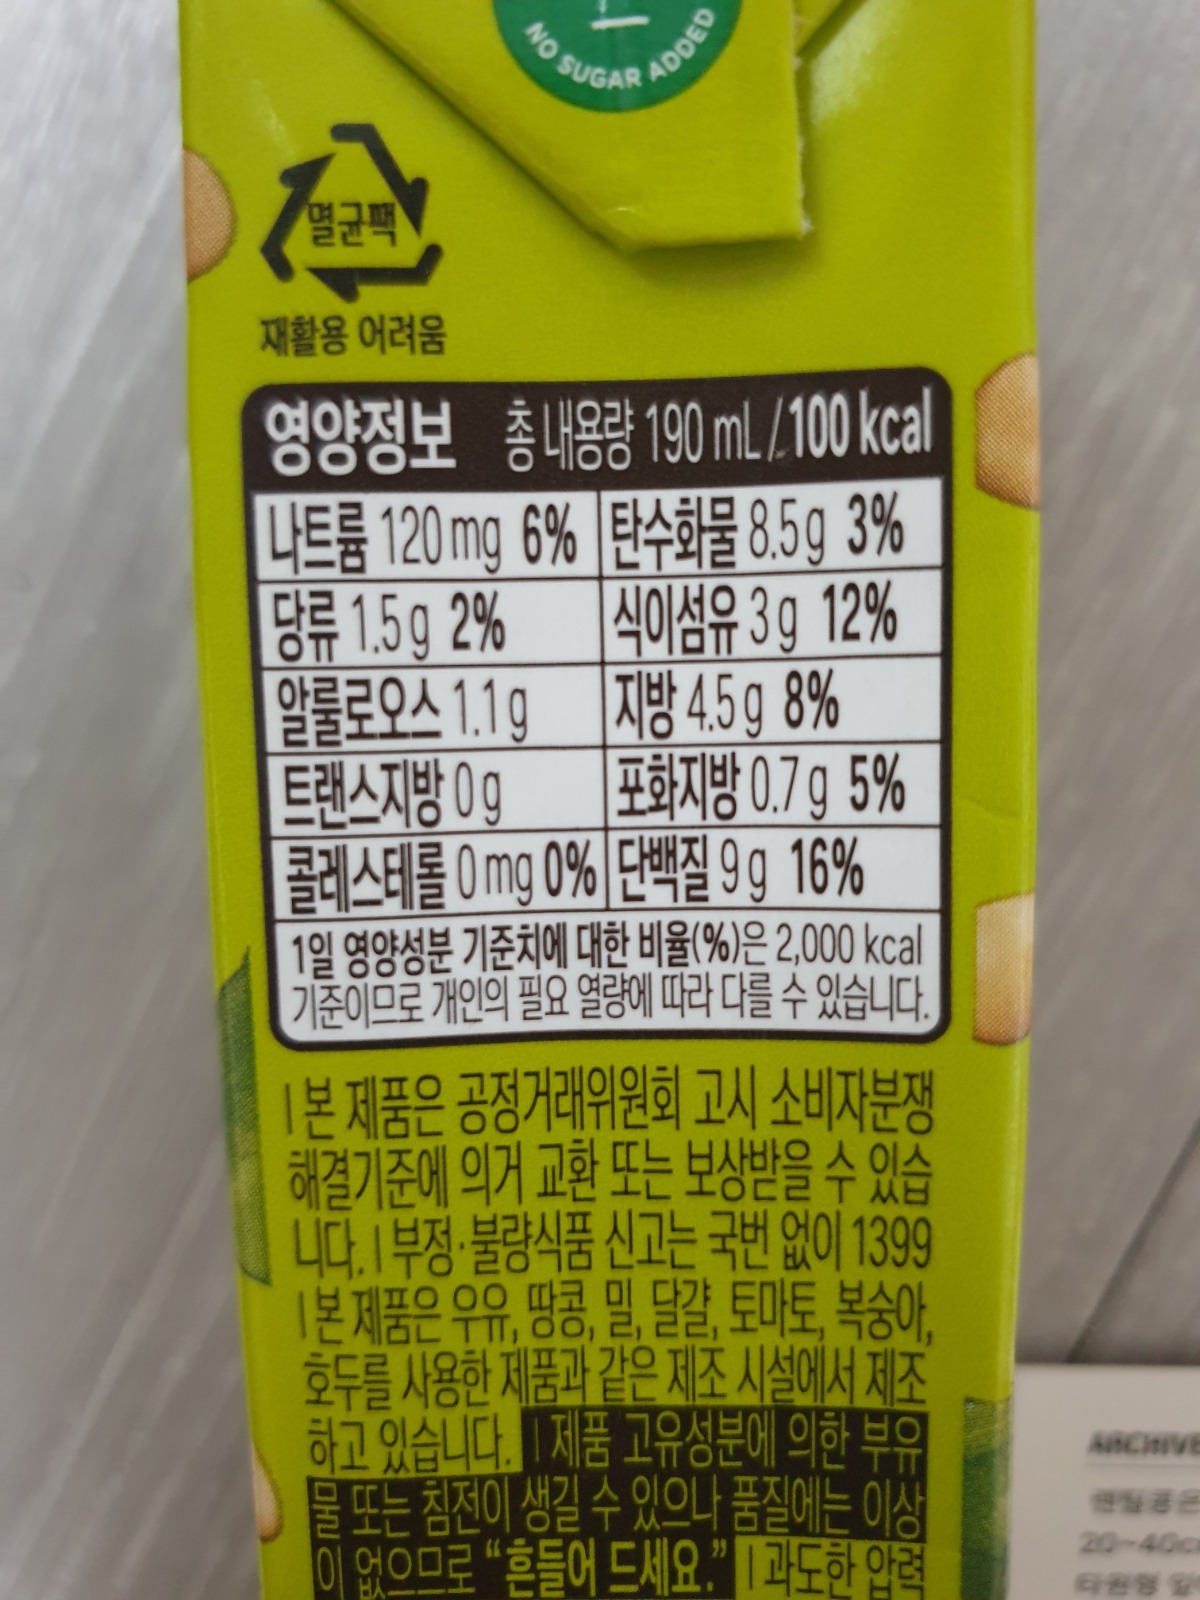 NO SUGAR ADDED
멸균팩
재활용 어려움
영양정보 총 내용량 190 mL / 100 kcal
나트륨 120 mg 6% 탄수화물 8.5 g 3%
당류 1.5 g 2% 식이섬유 3 g 12%
알룰로오스 1.1 g 지방 4.5 g 8%
트랜스지방 0 g 포화지방 0.7 g 5%
콜레스테롤 0 mg 0% 단백질 9 g 16%
1일 영양성분 기준치에 대한 비율(%)은 2,000 kcal
기준이므로 개인의 필요 열량에 따라 다를 수 있습니다.
| 본 제품은 공정거래위원회 고시 소비자분쟁
해결기준에 의거 교환 또는 보상받을 수 있습
니다. | 부정·불량식품 신고는 국번 없이 1399
| 본 제품은 우유, 땅콩, 밀, 달걀, 토마토, 복숭아,
호두를 사용한 제품과 같은 제조 시설에서 제조
하고 있습니다. | 제품 고유성분에 의한 부유
물 또는 침전이 생길 수 있으나 품질에는 이상
이 없으므로 “흔들어 드세요.” | 과도한 압력
ARCHIVE
20~40c